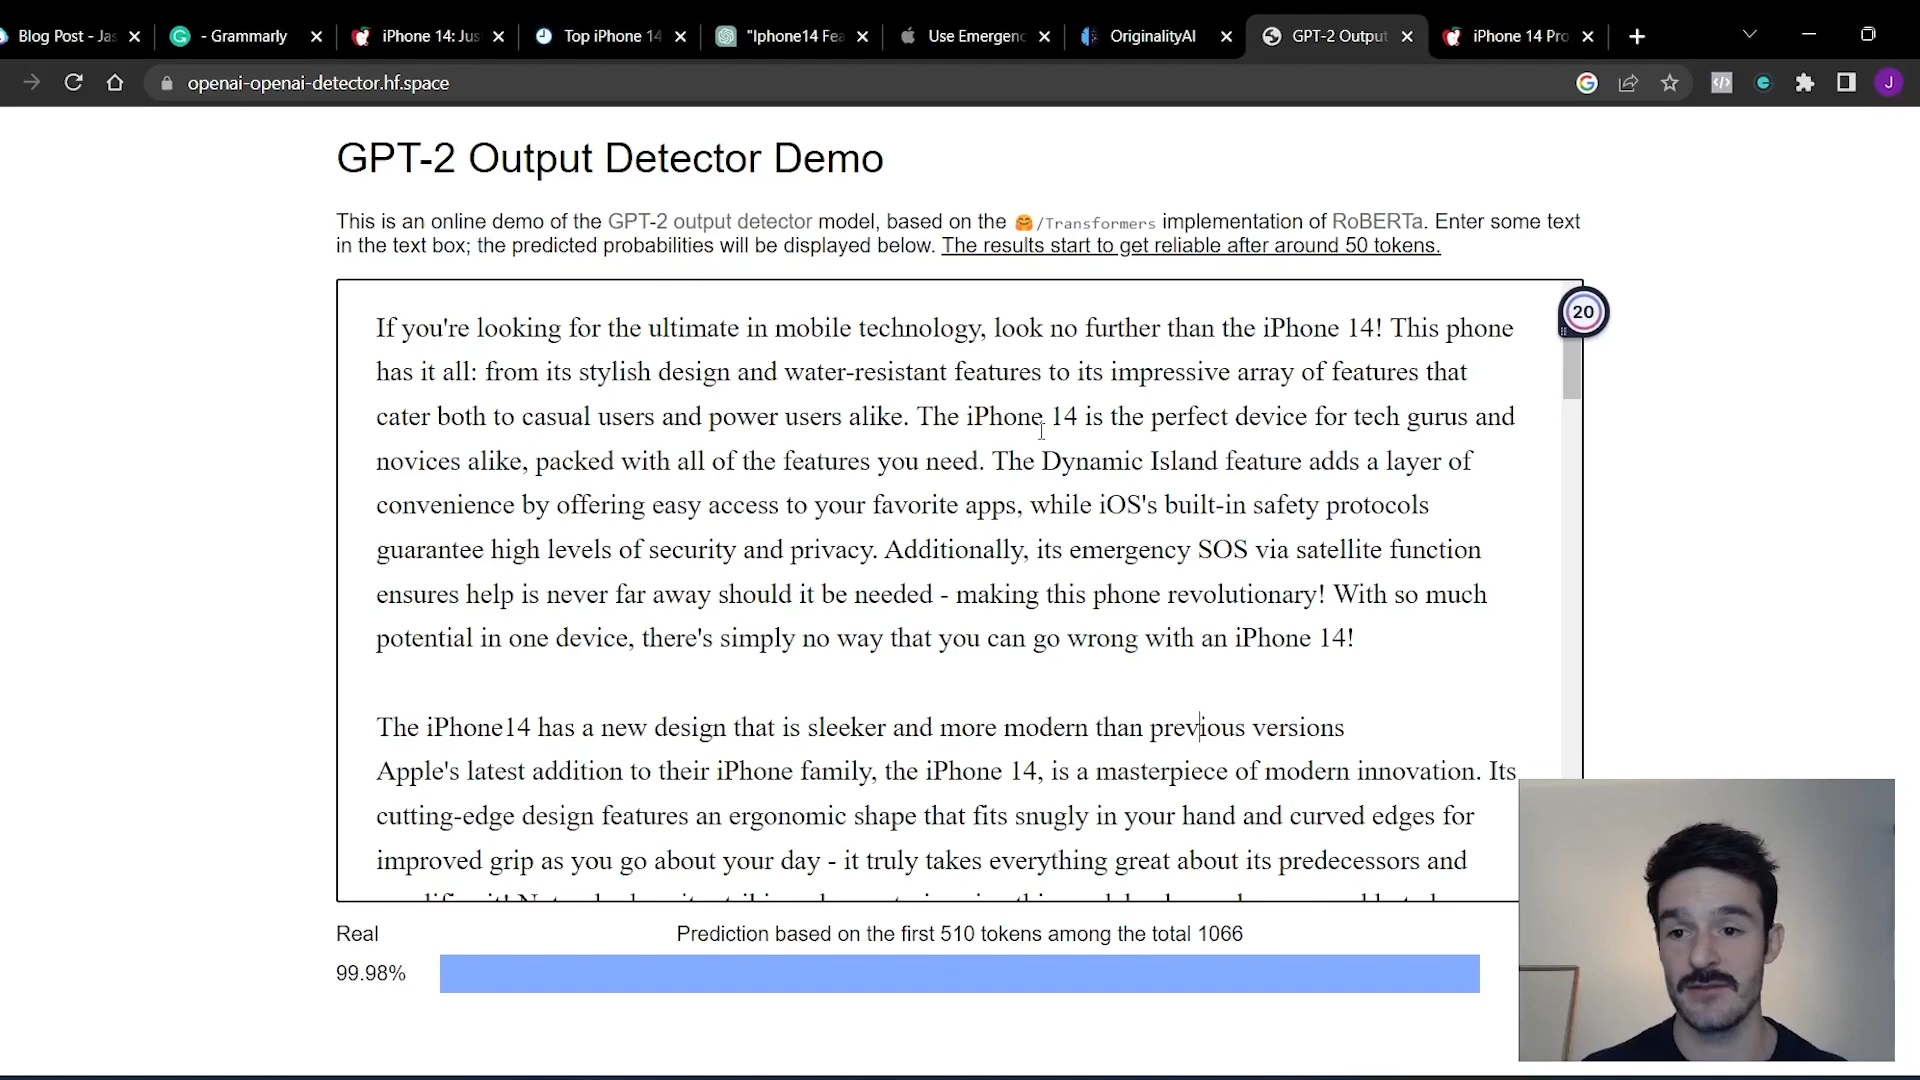 Blog Post - Jas
- Grammarly
iPhone 14: Jus
Top iPhone 14
"Iphone14 Fea
Use Emergenc
OriginalityAI
GPT-2 Output
iPhone 14 Pro
openai-openai-detector.hf.space
J
GPT-2 Output Detector Demo
This is an online demo of the GPT-2 output detector model, based on the 🤗/Transformers implementation of RoBERTa. Enter some text
in the text box; the predicted probabilities will be displayed below. The results start to get reliable after around 50 tokens.
20
If you're looking for the ultimate in mobile technology, look no further than the iPhone 14! This phone
has it all: from its stylish design and water-resistant features to its impressive array of features that
cater both to casual users and power users alike. The iPhone 14 is the perfect device for tech gurus and
novices alike, packed with all of the features you need. The Dynamic Island feature adds a layer of
convenience by offering easy access to your favorite apps, while iOS's built-in safety protocols
guarantee high levels of security and privacy. Additionally, its emergency SOS via satellite function
ensures help is never far away should it be needed - making this phone revolutionary! With so much
potential in one device, there's simply no way that you can go wrong with an iPhone 14!
The iPhone14 has a new design that is sleeker and more modern than previous versions
Apple's latest addition to their iPhone family, the iPhone 14, is a masterpiece of modern innovation. Its
cutting-edge design features an ergonomic shape that fits snugly in your hand and curved edges for
improved grip as you go about your day - it truly takes everything great about its predecessors and
Real
Prediction based on the first 510 tokens among the total 1066
99.98%